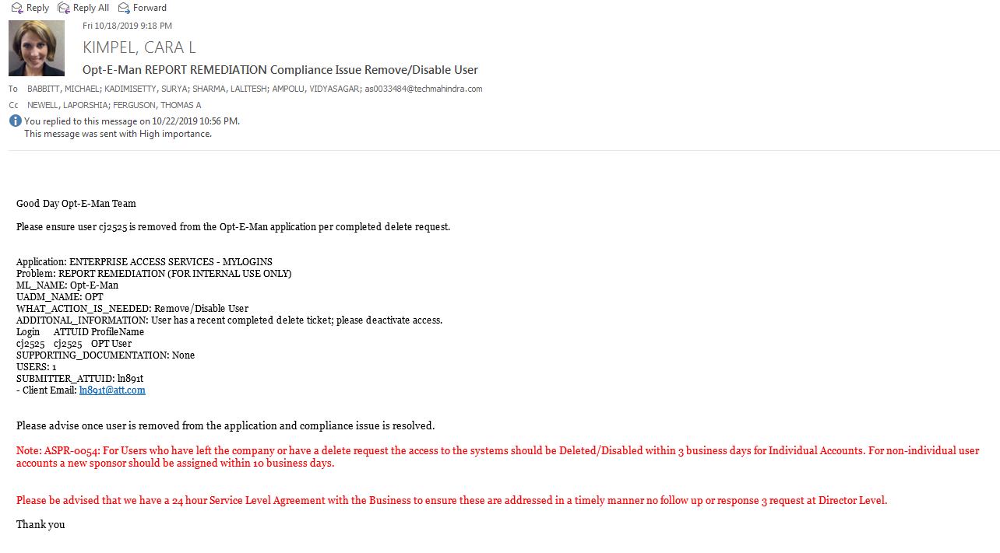 Reply Reply All Forward
Fri 10/18/2019 9:18 PM
KIMPEL, CARA L
Opt-E-Man REPORT REMEDIATION Compliance Issue Remove/Disable User
To BABBITT, MICHAEL; KADIMISETTY, SURYA; SHARMA, LALITESH; AMPOLU, VIDYASAGAR; as0033484@techmahindra.com
Cc NEWELL, LAPORSHIA; FERGUSON, THOMAS A
You replied to this message on 10/22/2019 10:56 PM.
This message was sent with High importance.
Good Day Opt-E-Man Team
Please ensure user cj2525 is removed from the Opt-E-Man application per completed delete request.
Application: ENTERPRISE ACCESS SERVICES - MYLOGINS
Problem: REPORT REMEDIATION (FOR INTERNAL USE ONLY)
ML_NAME: Opt-E-Man
UADM_NAME: OPT
WHAT_ACTION_IS_NEEDED: Remove/Disable User
ADDITONAL_INFORMATION: User has a recent completed delete ticket; please deactivate access.
Login ATTUID ProfileName
cj2525 cj2525 OPT User
SUPPORTING_DOCUMENTATION: None
USERS: 1
SUBMITTER_ATTUID: ln891t
- Client Email: ln891t@att.com
Please advise once user is removed from the application and compliance issue is resolved.
Note: ASPR-0054: For Users who have left the company or have a delete request the access to the systems should be Deleted/Disabled within 3 business days for Individual Accounts. For non-individual user
accounts a new sponsor should be assigned within 10 business days.
Please be advised that we have a 24 hour Service Level Agreement with the Business to ensure these are addressed in a timely manner no follow up or response 3 request at Director Level.
Thank you